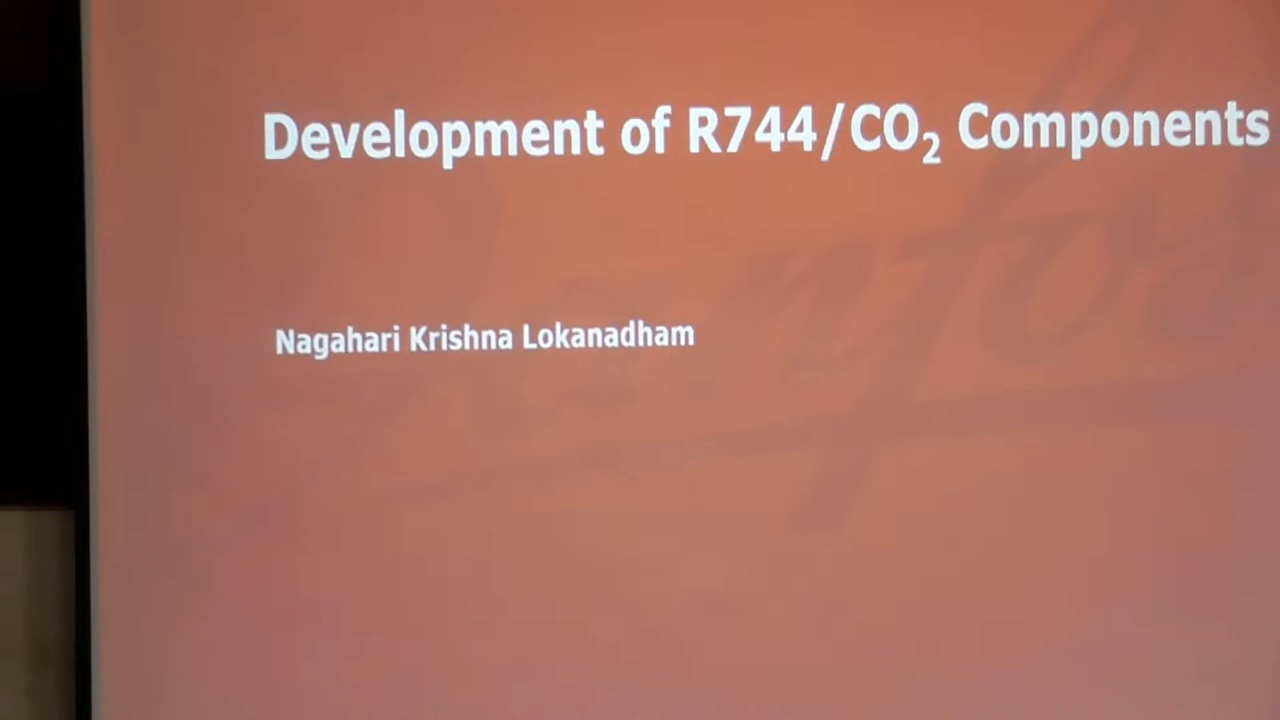 Development of R744/CO₂ Components
Nagahari Krishna Lokanadham